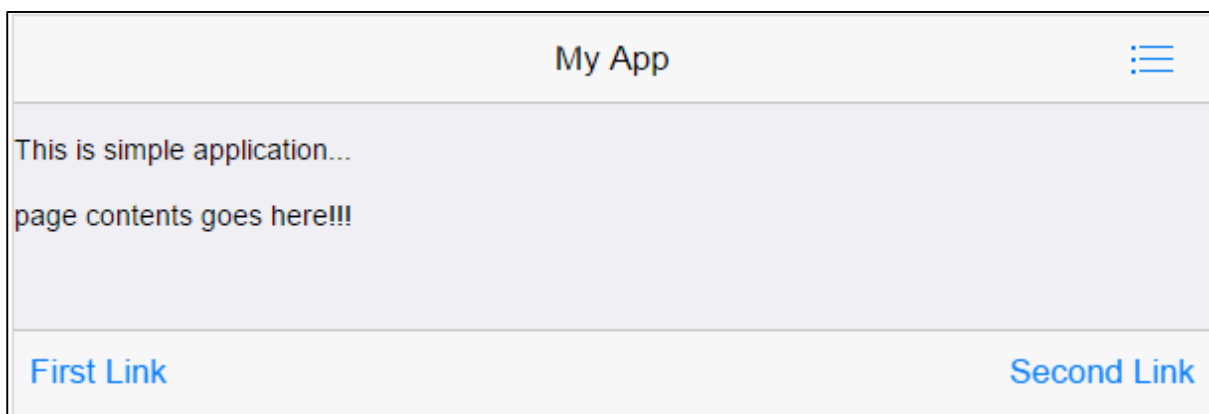 My App
This is simple application...
page contents goes here!!!
First Link
Second Link